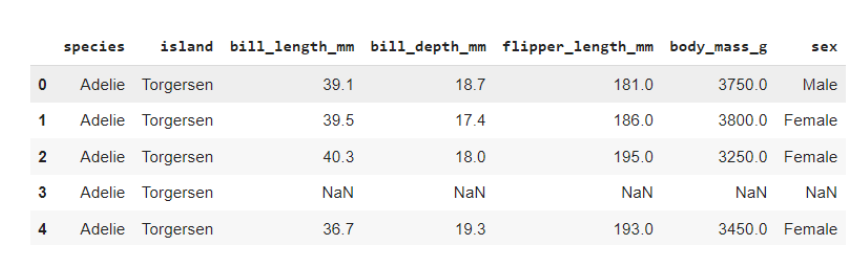 species island bill_length_mm bill_depth_mm flipper_length_mm body_mass_g sex
0 Adelie Torgersen 39.1 18.7 181.0 3750.0 Male
1 Adelie Torgersen 39.5 17.4 186.0 3800.0 Female
2 Adelie Torgersen 40.3 18.0 195.0 3250.0 Female
3 Adelie Torgersen NaN NaN NaN NaN NaN
4 Adelie Torgersen 36.7 19.3 193.0 3450.0 Female